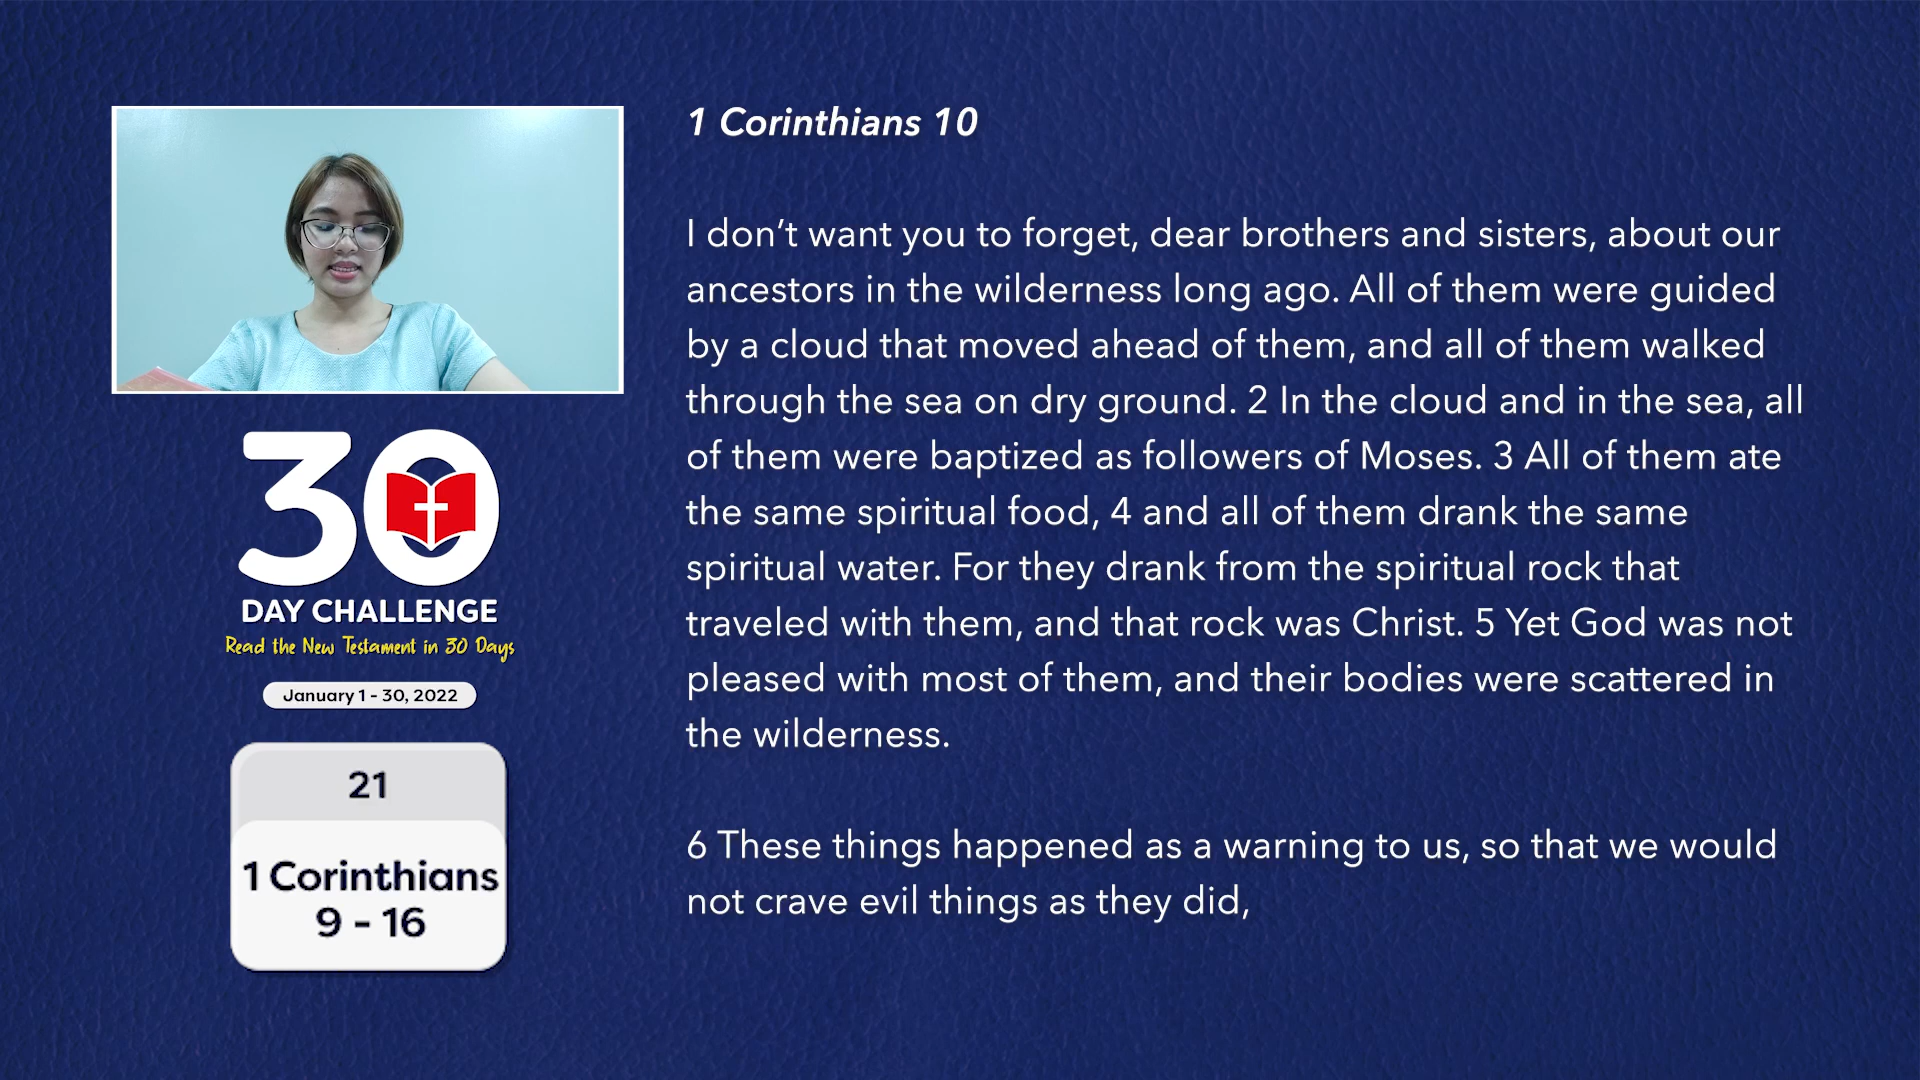 1 Corinthians 10
I don’t want you to forget, dear brothers and sisters, about our
ancestors in the wilderness long ago. All of them were guided
by a cloud that moved ahead of them, and all of them walked
through the sea on dry ground. 2 In the cloud and in the sea, all
of them were baptized as followers of Moses. 3 All of them ate
the same spiritual food, 4 and all of them drank the same
spiritual water. For they drank from the spiritual rock that
traveled with them, and that rock was Christ. 5 Yet God was not
pleased with most of them, and their bodies were scattered in
the wilderness.
6 These things happened as a warning to us, so that we would
not crave evil things as they did,
30
DAY CHALLENGE
Read the New Testament in 30 Days
January 1 - 30, 2022
21
1 Corinthians
9 - 16